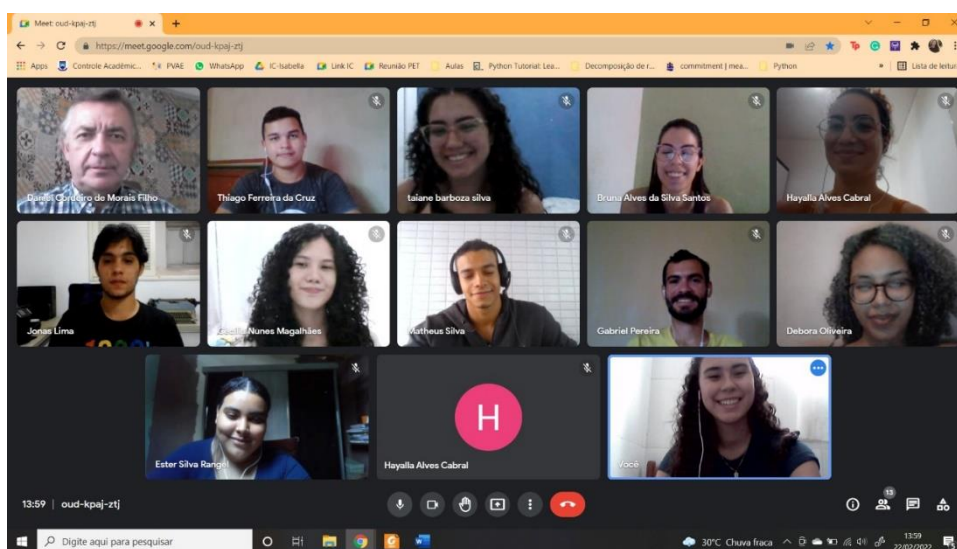 Meet: oud-kpaj-ztj
https://meet.google.com/oud-kpaj-ztj
Apps Controle Acadêmic... PVAE WhatsApp IC-Isabella Link IC Reunião PET Aulas Python Tutorial: Lea... Decomposição de r... commitment | mea... Python Lista de leitur
Daniel Cordeiro de Morais Filho
Thiago Ferreira da Cruz
taiane barboza silva
Bruna Alves da Silva Santos
Hayalla Alves Cabral
Jonas Lima
Nunes Magalhães
Matheus Silva
Gabriel Pereira
Debora Oliveira
Ester Silva Rangel
H
Hayalla Alves Cabral
Você
13:59 | oud-kpaj-ztj
13
Digite aqui para pesquisar
30°C Chuva fraca
13:59
22/02/2022